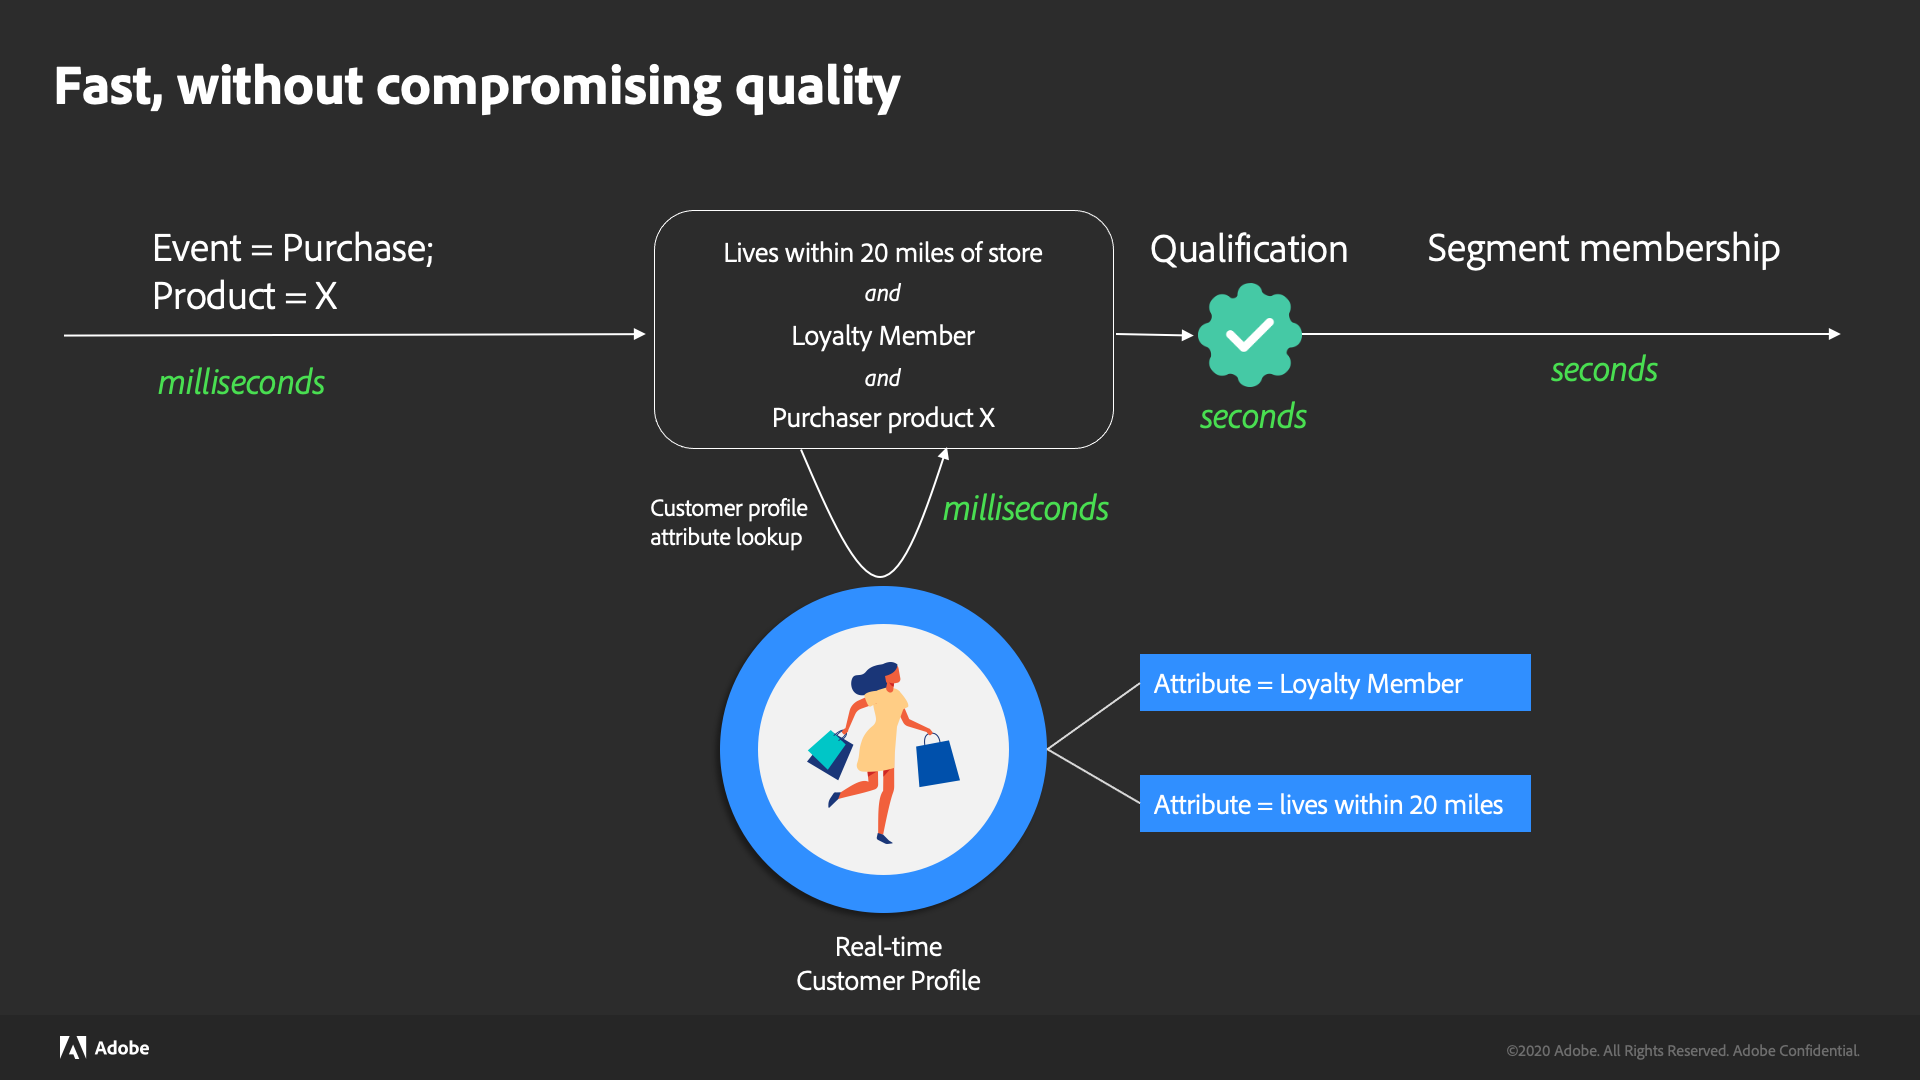 Fast, without compromising quality
Event = Purchase;
Product = X
milliseconds
Lives within 20 miles of store
and
Loyalty Member
and
Purchaser product X
Qualification
seconds
Segment membership
seconds
Customer profile
attribute lookup
milliseconds
Attribute = Loyalty Member
Attribute = lives within 20 miles
Real-time
Customer Profile
Adobe
©2020 Adobe. All Rights Reserved. Adobe Confidential.